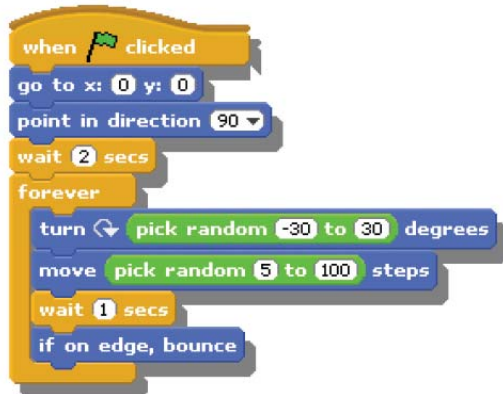 when clicked
go to x: 0 y: 0
point in direction 90
wait 2 secs
forever
turn pick random -30 to 30 degrees
move pick random 5 to 100 steps
wait 1 secs
if on edge, bounce